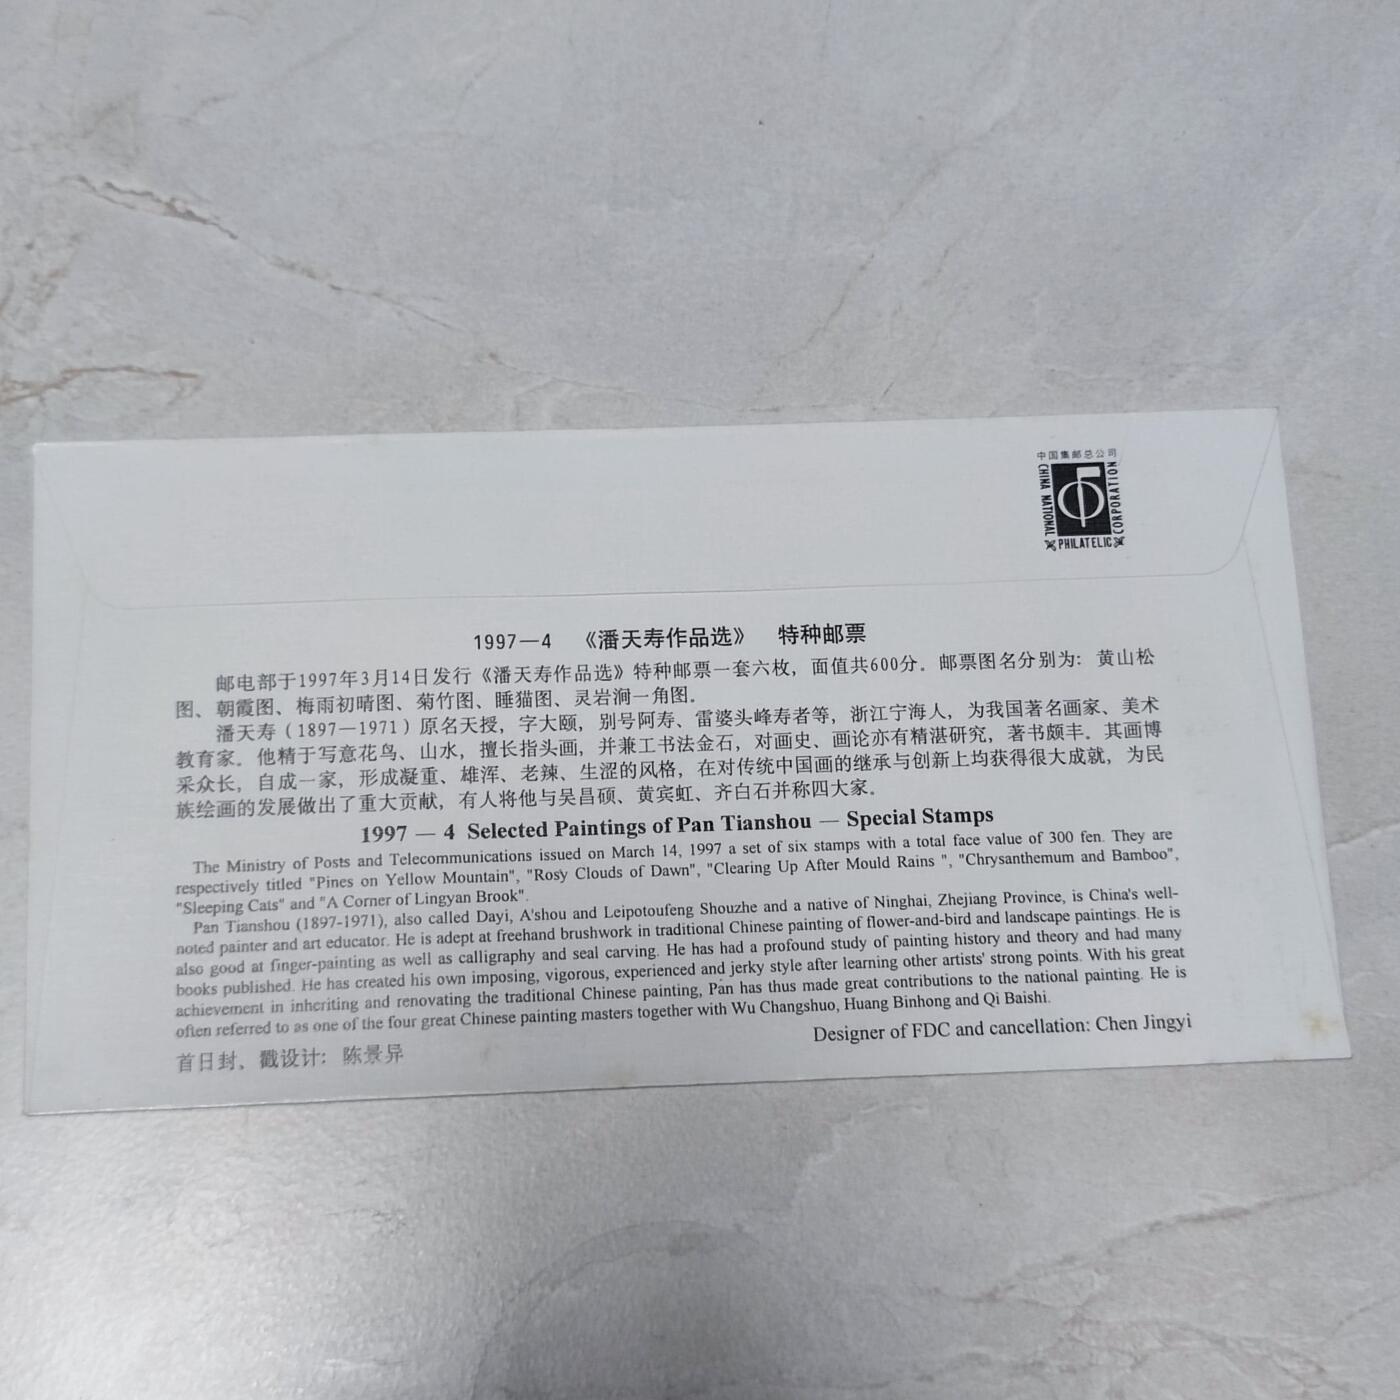 中国集邮总公司
CHINA NATIONAL
PHILATELIC
CORPORATION
1997—4 《潘天寿作品选》 特种邮票
邮电部于1997年3月14日发行《潘天寿作品选》特种邮票一套六枚，面值共600分。邮票图名分别为：黄山松
图、朝霞图、梅雨初晴图、菊竹图、睡猫图、灵岩涧一角图。
潘天寿（1897—1971）原名天授，字大颐，别号阿寿、雷婆头峰寿者等，浙江宁海人，为我国著名画家、美术
教育家。他精于写意花鸟、山水，擅长指头画，并兼工书法金石，对画史、画论亦有精湛研究，著书颇丰。其画博
采众长，自成一家，形成凝重、雄浑、老辣、生涩的风格，在对传统中国画的继承与创新上均获得很大成就，为民
族绘画的发展做出了重大贡献，有人将他与吴昌硕、黄宾虹、齐白石并称四大家。
1997 — 4 Selected Paintings of Pan Tianshou — Special Stamps
The Ministry of Posts and Telecommunications issued on March 14, 1997 a set of six stamps with a total face value of 300 fen. They are
respectively titled "Pines on Yellow Mountain", "Rosy Clouds of Dawn", "Clearing Up After Mould Rains ", "Chrysanthemum and Bamboo",
"Sleeping Cats" and "A Corner of Lingyan Brook".
Pan Tianshou (1897-1971), also called Dayi, A'shou and Leipotoufeng Shouzhe and a native of Ninghai, Zhejiang Province, is China's well-
noted painter and art educator. He is adept at freehand brushwork in traditional Chinese painting of flower-and-bird and landscape paintings. He is
also good at finger-painting as well as calligraphy and seal carving. He has had a profound study of painting history and theory and had many
books published. He has created his own imposing, vigorous, experienced and jerky style after learning other artists' strong points. With his great
achievement in inheriting and renovating the traditional Chinese painting, Pan has thus made great contributions to the national painting. He is
often referred to as one of the four great Chinese painting masters together with Wu Changshuo, Huang Binhong and Qi Baishi.
首日封、戳设计：陈景异
Designer of FDC and cancellation: Chen Jingyi